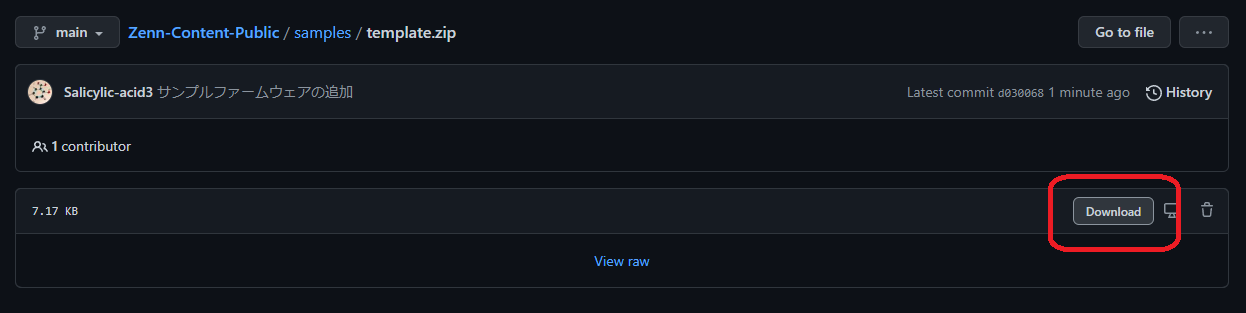 main Zenn-Content-Public / samples / template.zip Go to file ...
Salicylic-acid3 サンプルファームウェアの追加 Latest commit d030068 1 minute ago History
1 contributor
7.17 KB Download
View raw